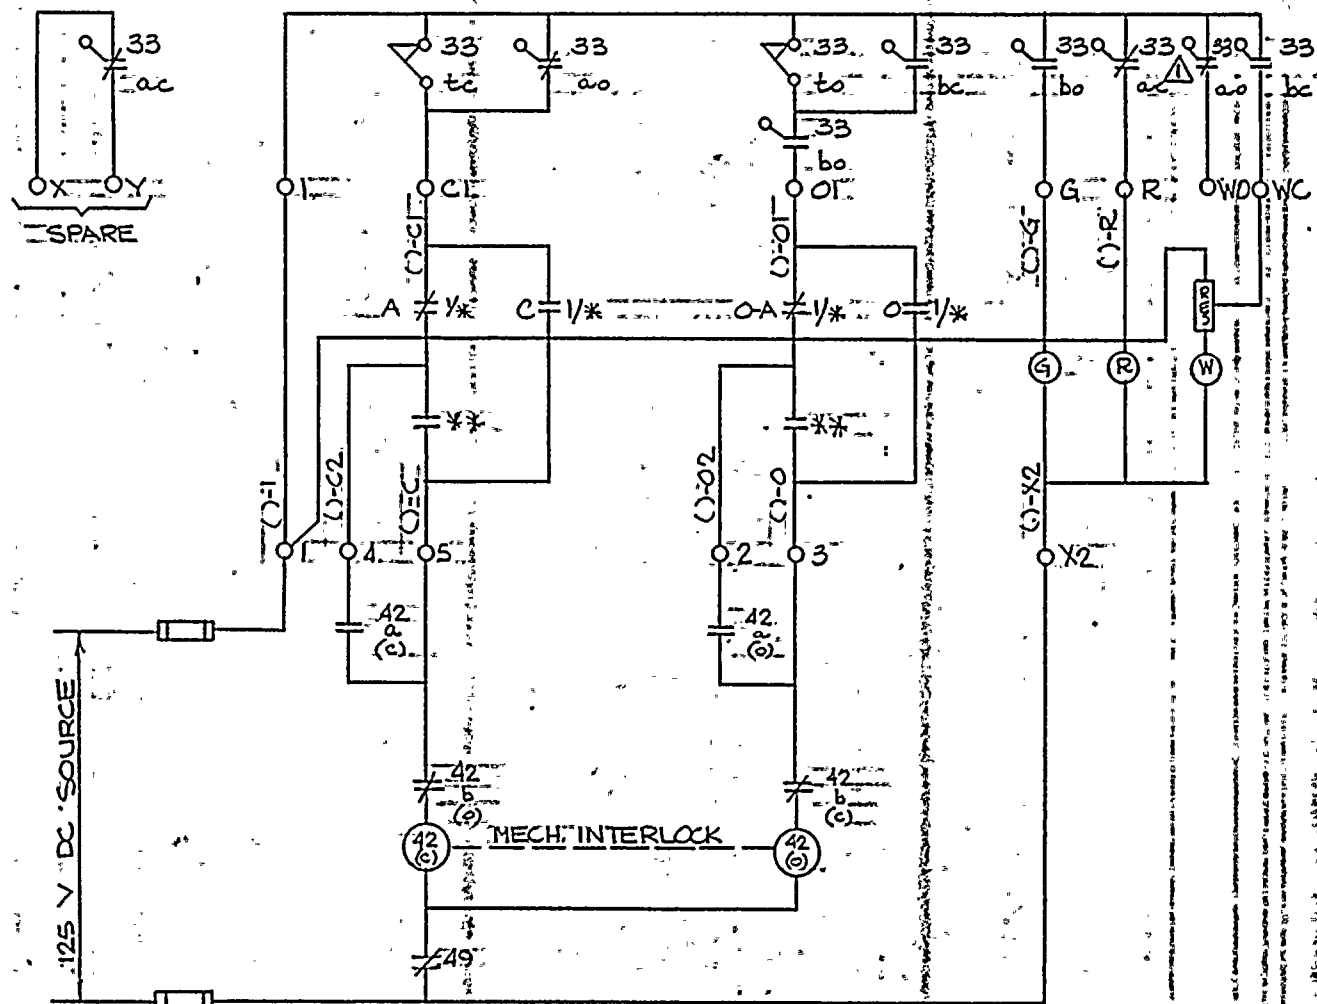 33
ac
33
tc
33
ao
33
to
33
bc
33
bo
33
ac
1
33
ao
33
bc
33
bo
X
Y
SPARE
1
C1
O1
G
R
WO
WC
()-C1
()-O1
()-G
()-R
A
1/*
C
1/*
O-A
1/*
O
1/*
G
R
W
**
**
()-1
()-C2
()-C
()-O2
()-O
()-X2
1
4
5
2
3
X2
42
a
(c)
42
a
(o)
125 V DC SOURCE
42
b
(o)
42
b
(c)
42
(c)
MECH. INTERLOCK
42
(o)
49